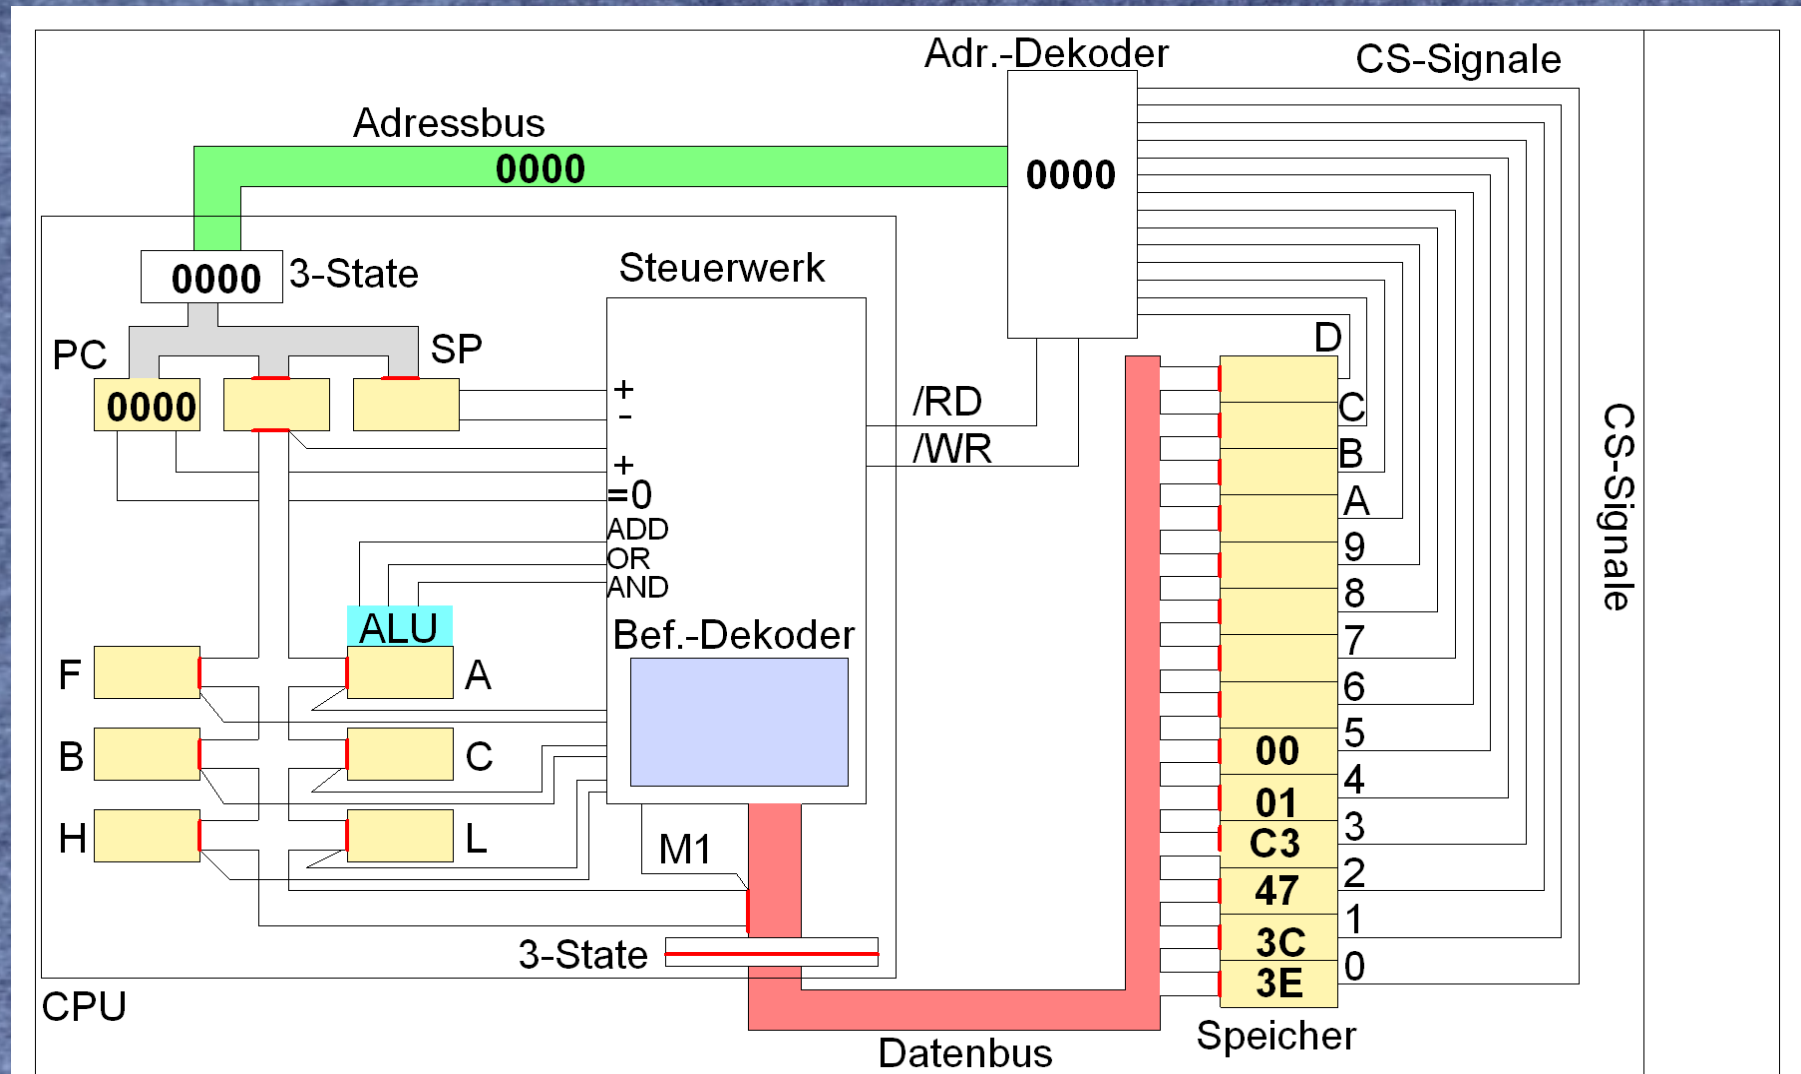 Adr.-Dekoder
CS-Signale
Adressbus
0000
0000
0000
3-State
Steuerwerk
PC
SP
0000
+
-
+
=0
ADD
OR
AND
/RD
/WR
CS-Signale
ALU
Bef.-Dekoder
F
A
B
C
H
L
M1
3-State
CPU
Datenbus
D
C
B
A
9
8
7
6
00
5
01
4
C3
3
47
2
3C
1
3E
0
Speicher